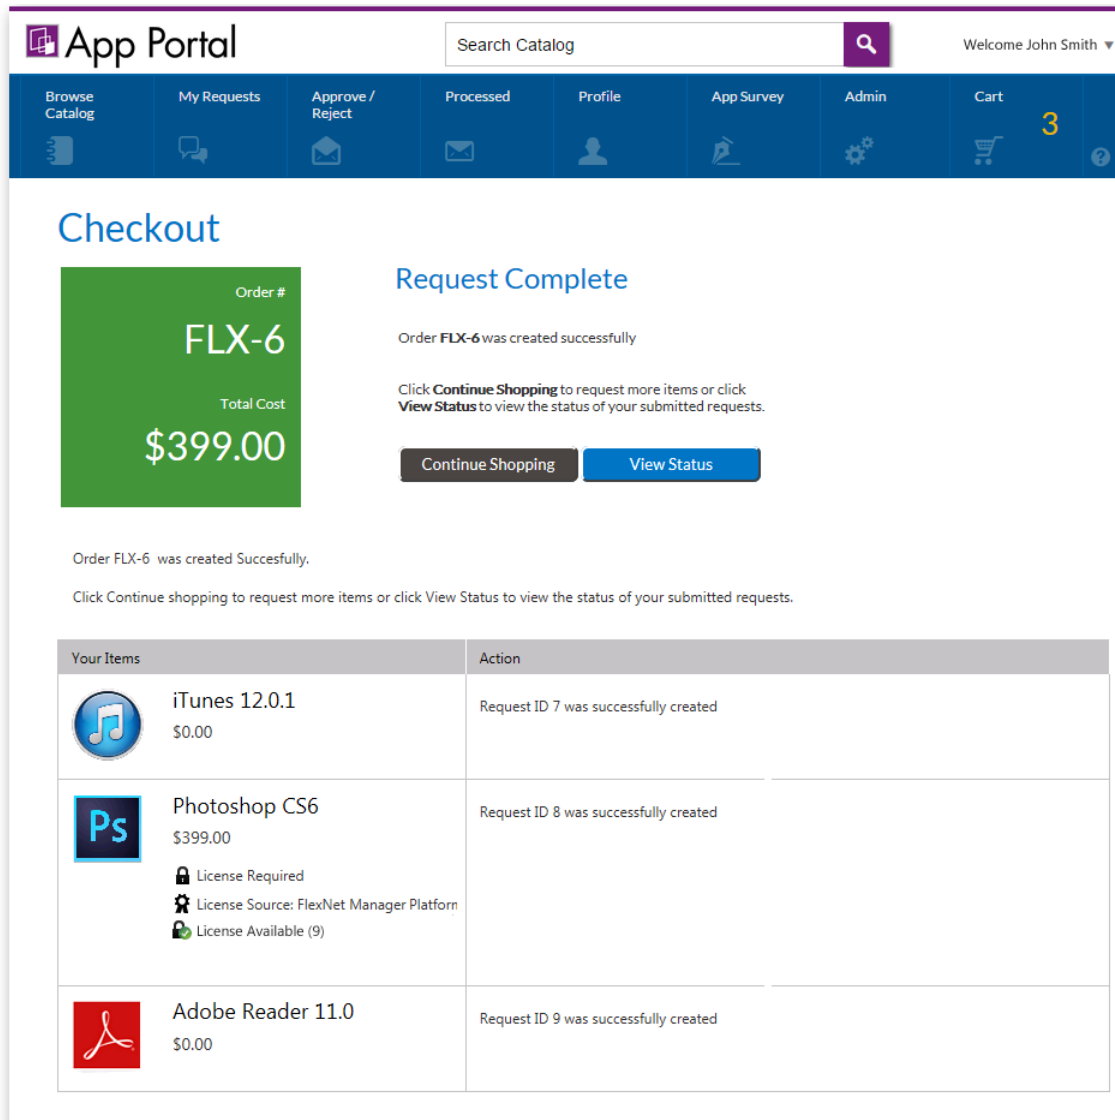 App Portal
Search Catalog
Welcome John Smith
Browse Catalog
My Requests
Approve / Reject
Processed
Profile
App Survey
Admin
Cart
3
?
Checkout
Order #
FLX-6
Total Cost
$399.00
Request Complete
Order FLX-6 was created successfully
Click Continue Shopping to request more items or click
View Status to view the status of your submitted requests.
Continue Shopping
View Status
Order FLX-6 was created Succesfully.
Click Continue shopping to request more items or click View Status to view the status of your submitted requests.
Your Items
Action
iTunes 12.0.1
$0.00
Request ID 7 was successfully created
Ps
Photoshop CS6
$399.00
License Required
License Source: FlexNet Manager Platform
License Available (9)
Request ID 8 was successfully created
Adobe Reader 11.0
$0.00
Request ID 9 was successfully created